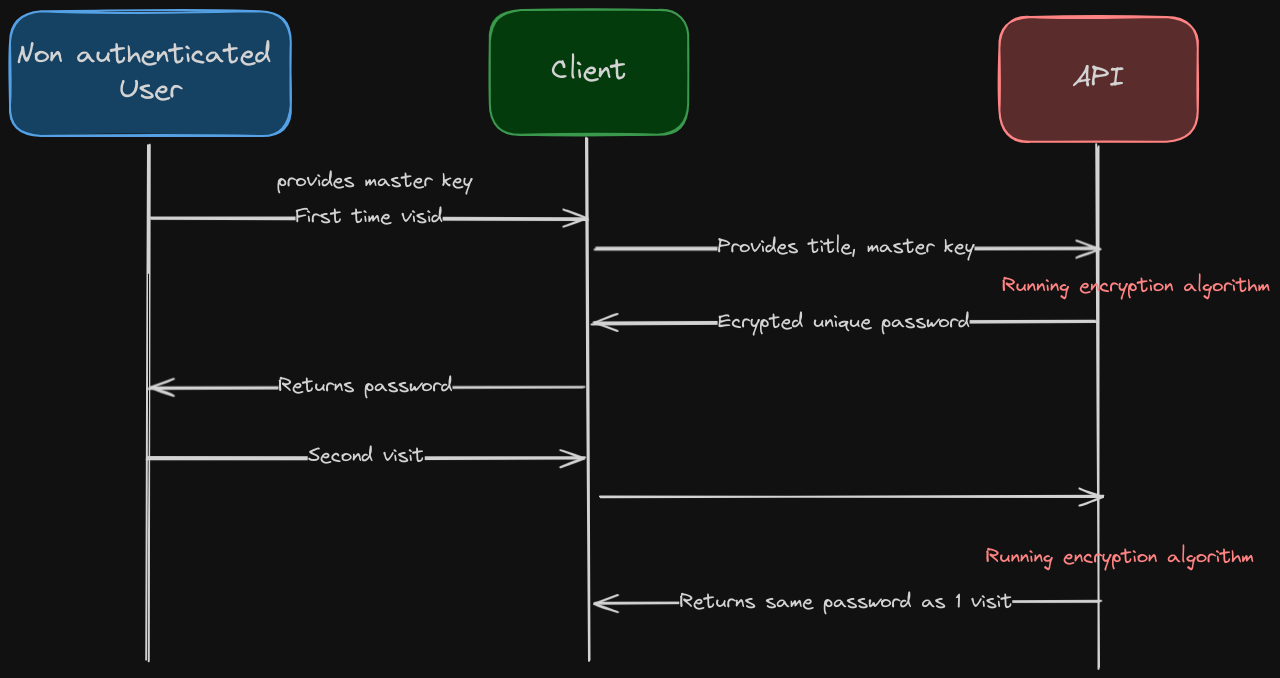 Non authenticated
User
Client
API
provides master key
First time visid
Provides title, master key
Running encryption algorithm
Ecrypted unique password
Returns password
Second visit
Running encryption algorithm
Returns same password as 1 visit